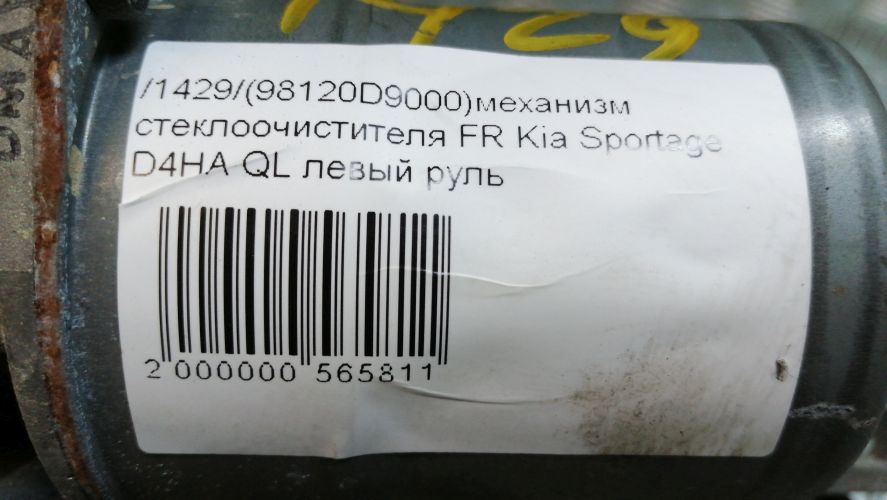 /1429/(98120D9000)механизм
стеклоочистителя FR Kia Sportage
D4HA QL левый руль
2 000000 565811